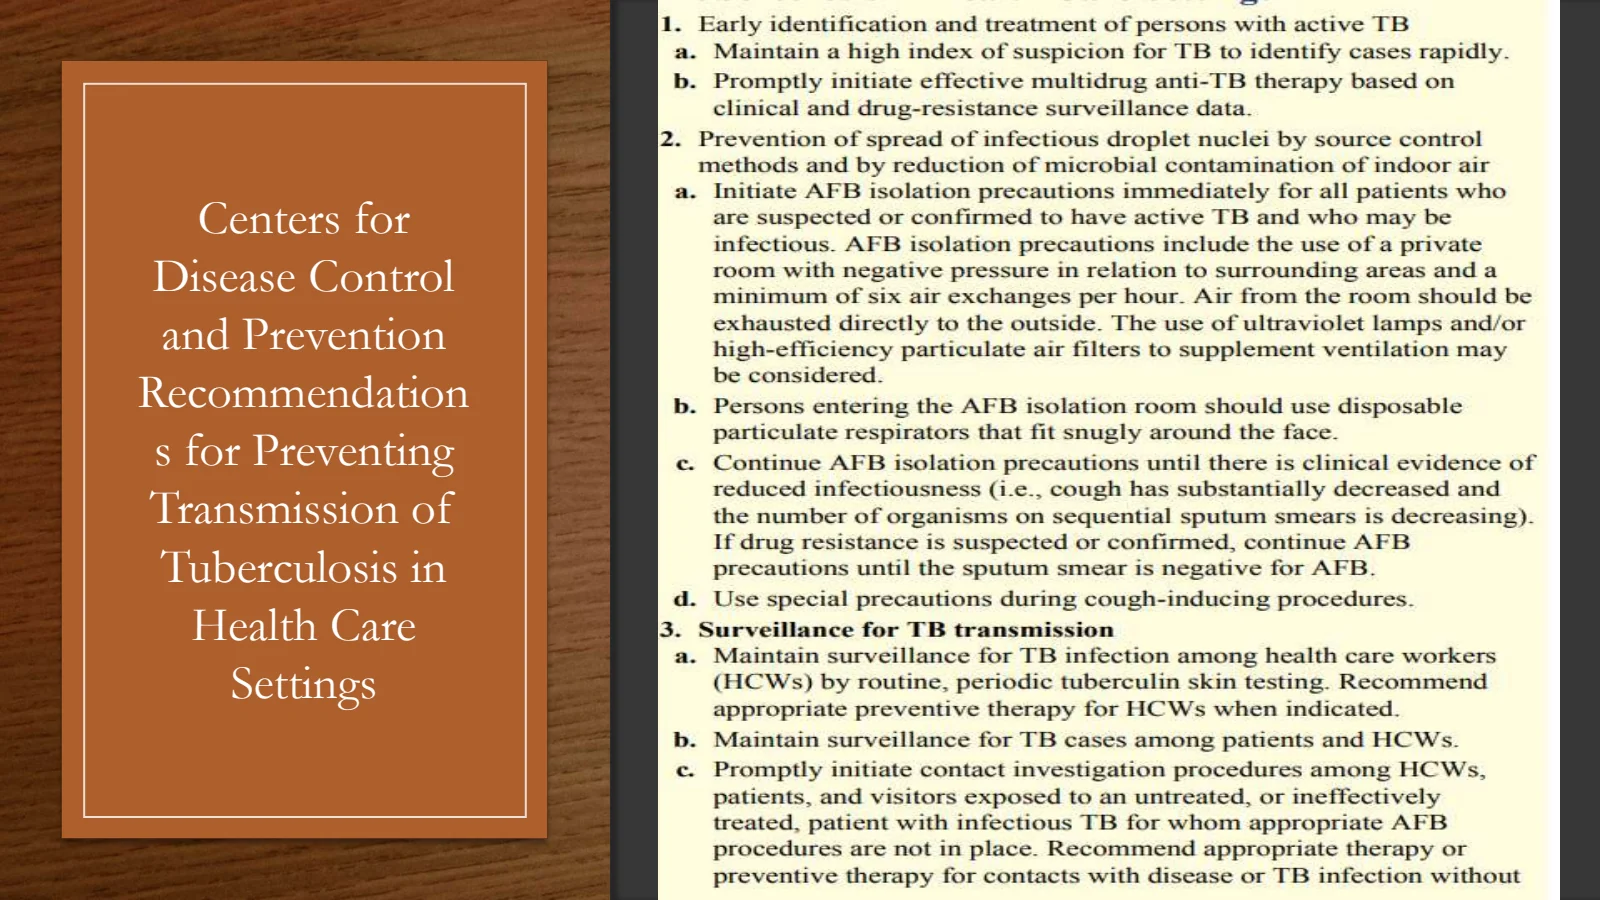 Centers for
Disease Control
and Prevention
Recommendation
s for Preventing
Transmission of
Tuberculosis in
Health Care
Settings
1. Early identification and treatment of persons with active TB
a. Maintain a high index of suspicion for TB to identify cases rapidly.
b. Promptly initiate effective multidrug anti-TB therapy based on
clinical and drug-resistance surveillance data.
2. Prevention of spread of infectious droplet nuclei by source control
methods and by reduction of microbial contamination of indoor air
a. Initiate AFB isolation precautions immediately for all patients who
are suspected or confirmed to have active TB and who may be
infectious. AFB isolation precautions include the use of a private
room with negative pressure in relation to surrounding areas and a
minimum of six air exchanges per hour. Air from the room should be
exhausted directly to the outside. The use of ultraviolet lamps and/or
high-efficiency particulate air filters to supplement ventilation may
be considered.
b. Persons entering the AFB isolation room should use disposable
particulate respirators that fit snugly around the face.
c. Continue AFB isolation precautions until there is clinical evidence of
reduced infectiousness (i.e., cough has substantially decreased and
the number of organisms on sequential sputum smears is decreasing).
If drug resistance is suspected or confirmed, continue AFB
precautions until the sputum smear is negative for AFB.
d. Use special precautions during cough-inducing procedures.
3. Surveillance for TB transmission
a. Maintain surveillance for TB infection among health care workers
(HCWs) by routine, periodic tuberculin skin testing. Recommend
appropriate preventive therapy for HCWs when indicated.
b. Maintain surveillance for TB cases among patients and HCWs.
c. Promptly initiate contact investigation procedures among HCWs,
patients, and visitors exposed to an untreated, or ineffectively
treated, patient with infectious TB for whom appropriate AFB
procedures are not in place. Recommend appropriate therapy or
preventive therapy for contacts with disease or TB infection without